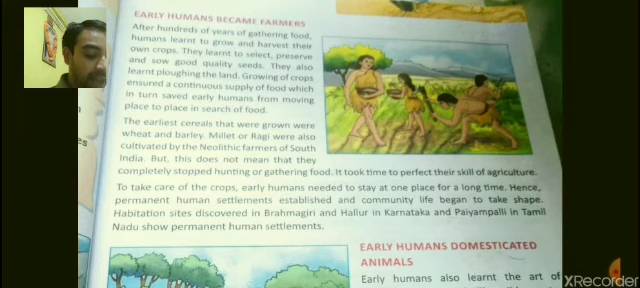 EARLY HUMANS BECAME FARMERS
After hundreds of years of gathering food,
humans learnt to grow and harvest their
own crops. They learnt to select, preserve
and sow good quality seeds. They also
learnt ploughing the land. Growing of crops
ensured a continuous supply of food which
in turn saved early humans from moving
place to place in search of food.
The earliest cereals that were grown were
wheat and barley. Millet or Ragi were also
cultivated by the Neolithic farmers of South
India. But, this does not mean that they
completely stopped hunting or gathering food. It took time to perfect their skill of agriculture.
To take care of the crops, early humans needed to stay at one place for a long time. Hence,
permanent human settlements established and community life began to take shape.
Habitation sites discovered in Brahmagiri and Hallur in Karnataka and Paiyampalli in Tamil
Nadu show permanent human settlements.
EARLY HUMANS DOMESTICATED
ANIMALS
Early humans also learnt the art of
XRecorder